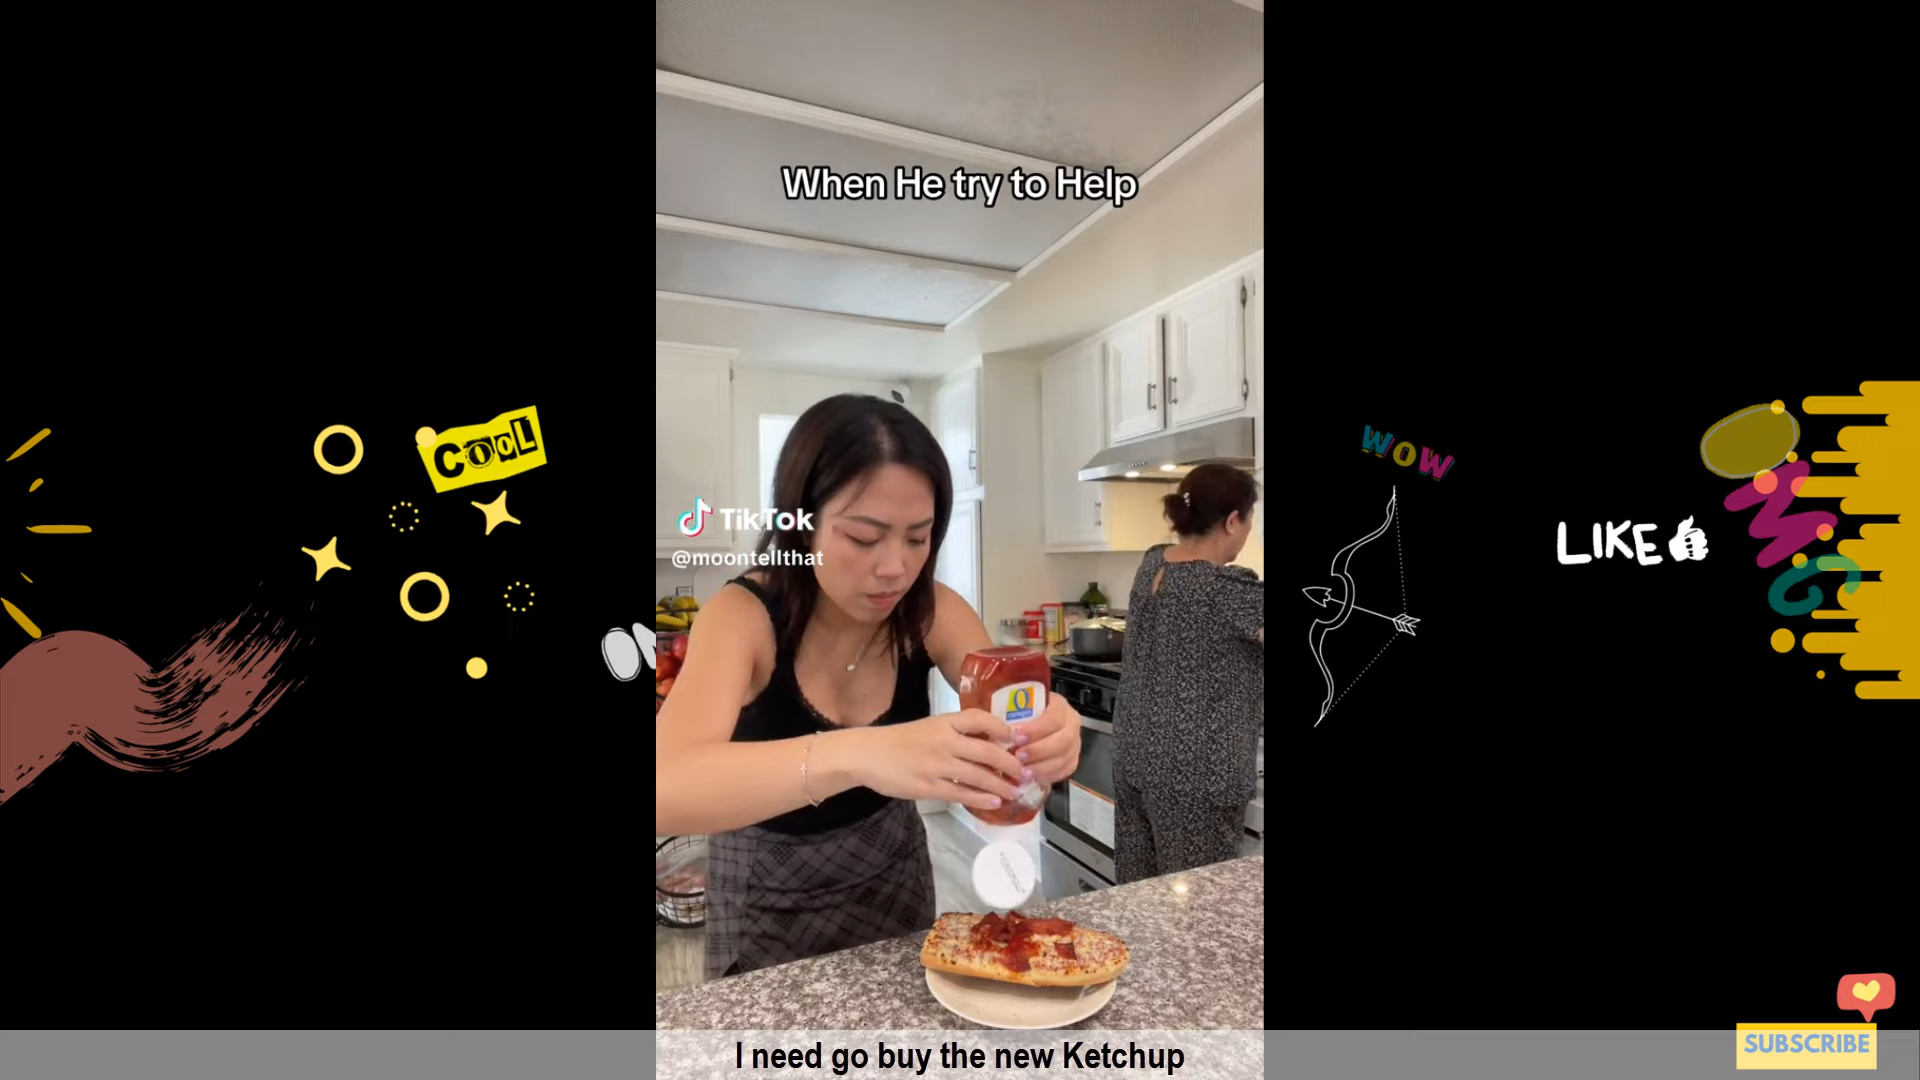 When He try to Help
COOL
WOW
TikTok
@moontellthat
LIKE
SUBSCRIBE
I need go buy the new Ketchup